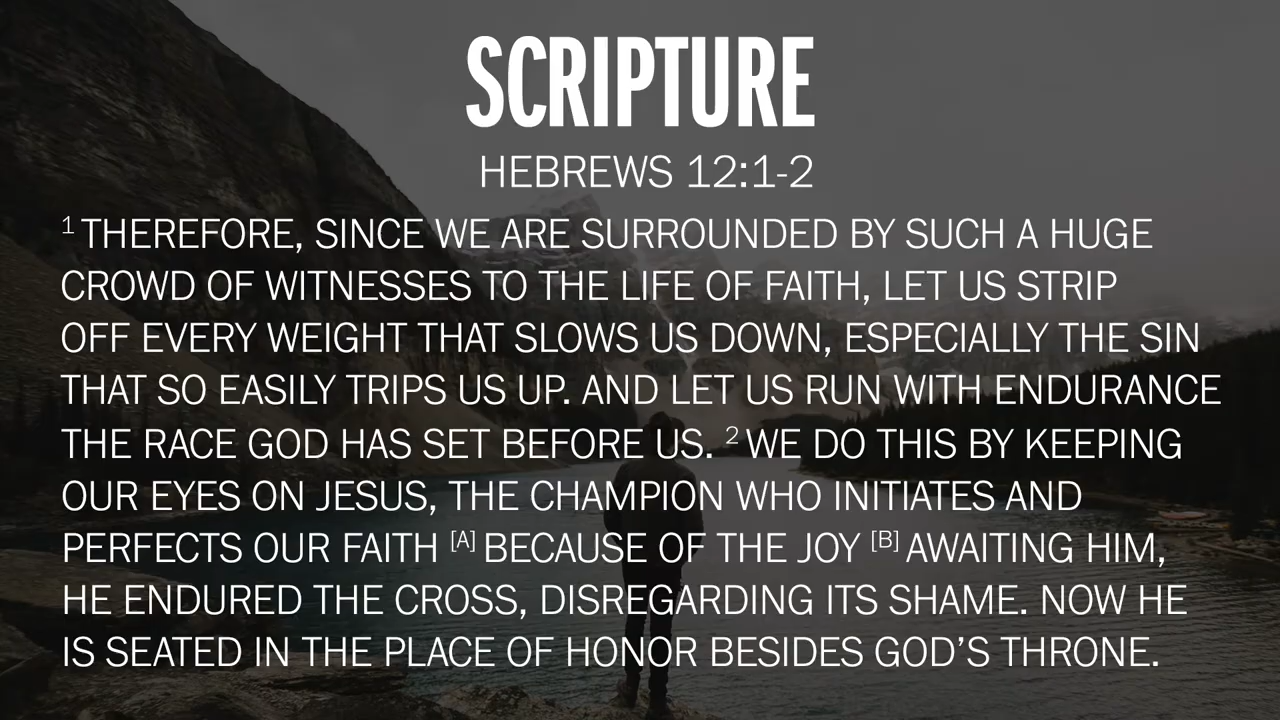 SCRIPTURE
HEBREWS 12:1-2
1 THEREFORE, SINCE WE ARE SURROUNDED BY SUCH A HUGE
CROWD OF WITNESSES TO THE LIFE OF FAITH, LET US STRIP
OFF EVERY WEIGHT THAT SLOWS US DOWN, ESPECIALLY THE SIN
THAT SO EASILY TRIPS US UP. AND LET US RUN WITH ENDURANCE
THE RACE GOD HAS SET BEFORE US. 2 WE DO THIS BY KEEPING
OUR EYES ON JESUS, THE CHAMPION WHO INITIATES AND
PERFECTS OUR FAITH [A] BECAUSE OF THE JOY [B] AWAITING HIM,
HE ENDURED THE CROSS, DISREGARDING ITS SHAME. NOW HE
IS SEATED IN THE PLACE OF HONOR BESIDES GOD’S THRONE.